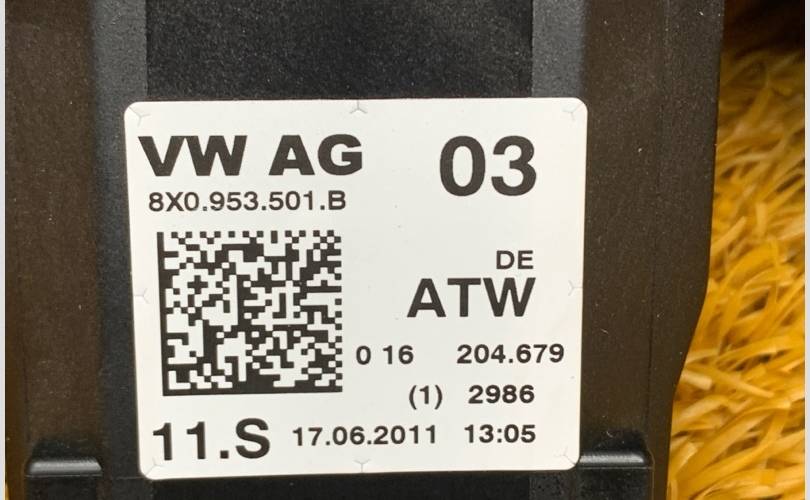 VW AG 03
8X0.953.501.B
DE
ATW
0 16 204.679
(1) 2986
11.S 17.06.2011 13:05